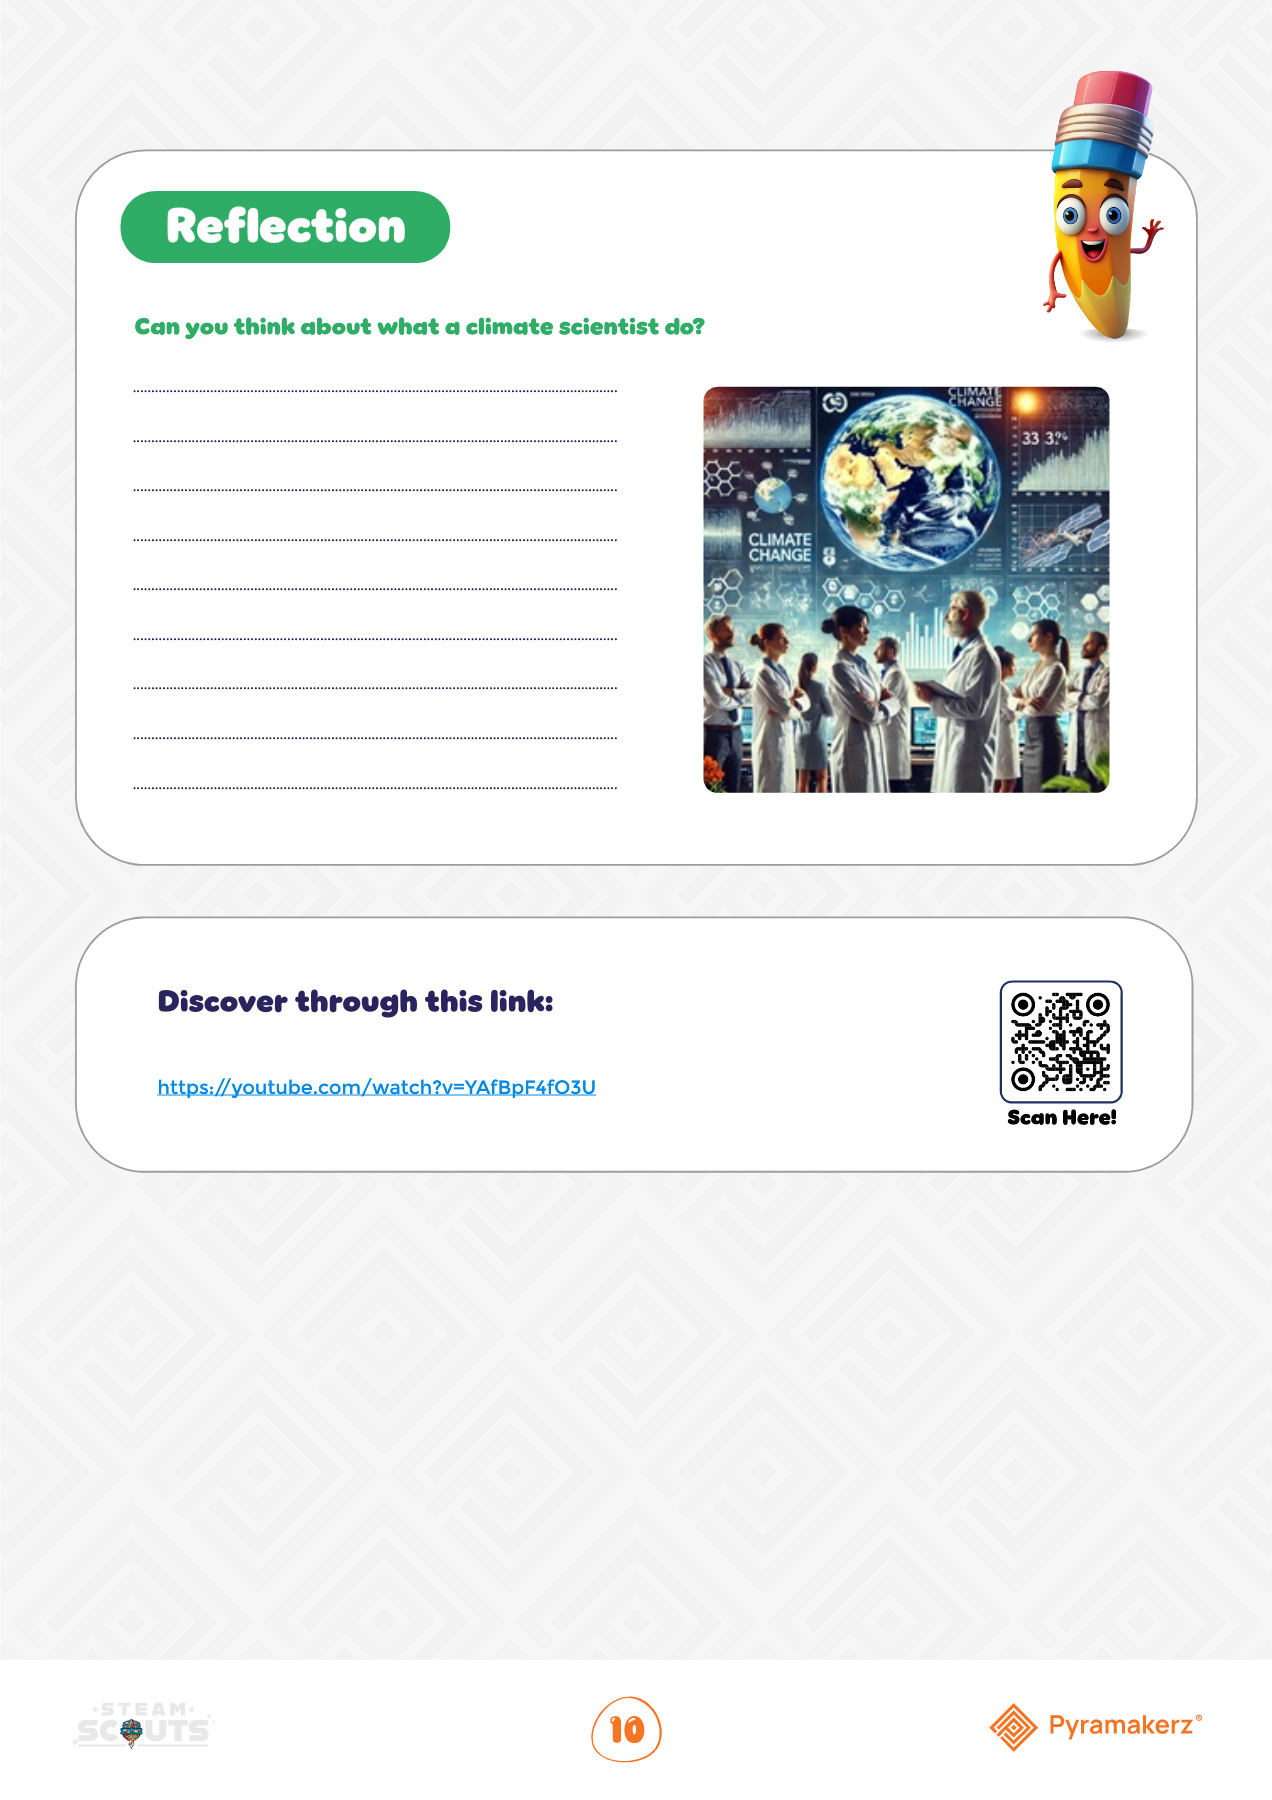 Reflection
Can you think about what a climate scientist do?
CLIMATE
CHANGE
33 3%
CLIMATE
CHANGE
Discover through this link:
https://youtube.com/watch?v=YAfBpF4fO3U
Scan Here!
STEAM
SCOUTS
10
Pyramakerz®